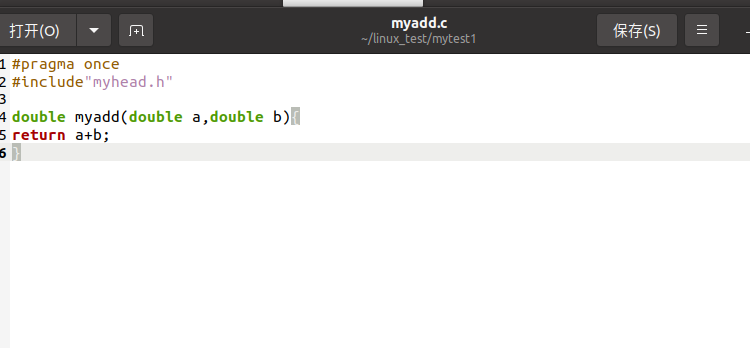 打开(O)
myadd.c
~/linux_test/mytest1
保存(S)
1 #pragma once
2 #include"myhead.h"
3
4 double myadd(double a,double b){
5 return a+b;
6 }